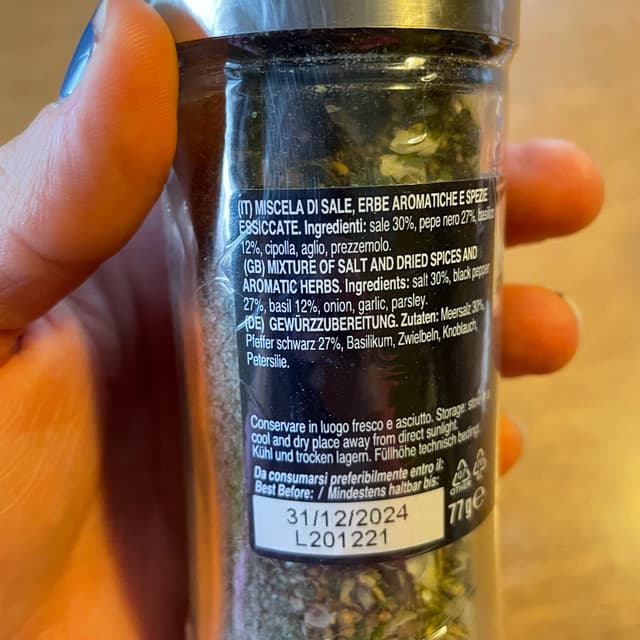 (IT) MISCELA DI SALE, ERBE AROMATICHE E SPEZIE
ESSICCATE. Ingredienti: sale 30%, pepe nero 27%, basilico
12%, cipolla, aglio, prezzemolo.
(GB) MIXTURE OF SALT AND DRIED SPICES AND
AROMATIC HERBS. Ingredients: salt 30%, black pepper
27%, basil 12%, onion, garlic, parsley.
(DE) GEWÜRZZUBEREITUNG. Zutaten: Meersalz 30%,
Pfeffer schwarz 27%, Basilikum, Zwielbeln, Knoblauch,
Petersilie.
Conservare in luogo fresco e asciutto. Storage:
cool and dry place away from direct sunlight.
Kühl und trocken lagern. Füllhöhe technisch bedingt.
Da consumarsi preferibilmente entro il:
Best Before: / Mindestens haltbar bis:
OTHER
31/12/2024
L201221
77g e